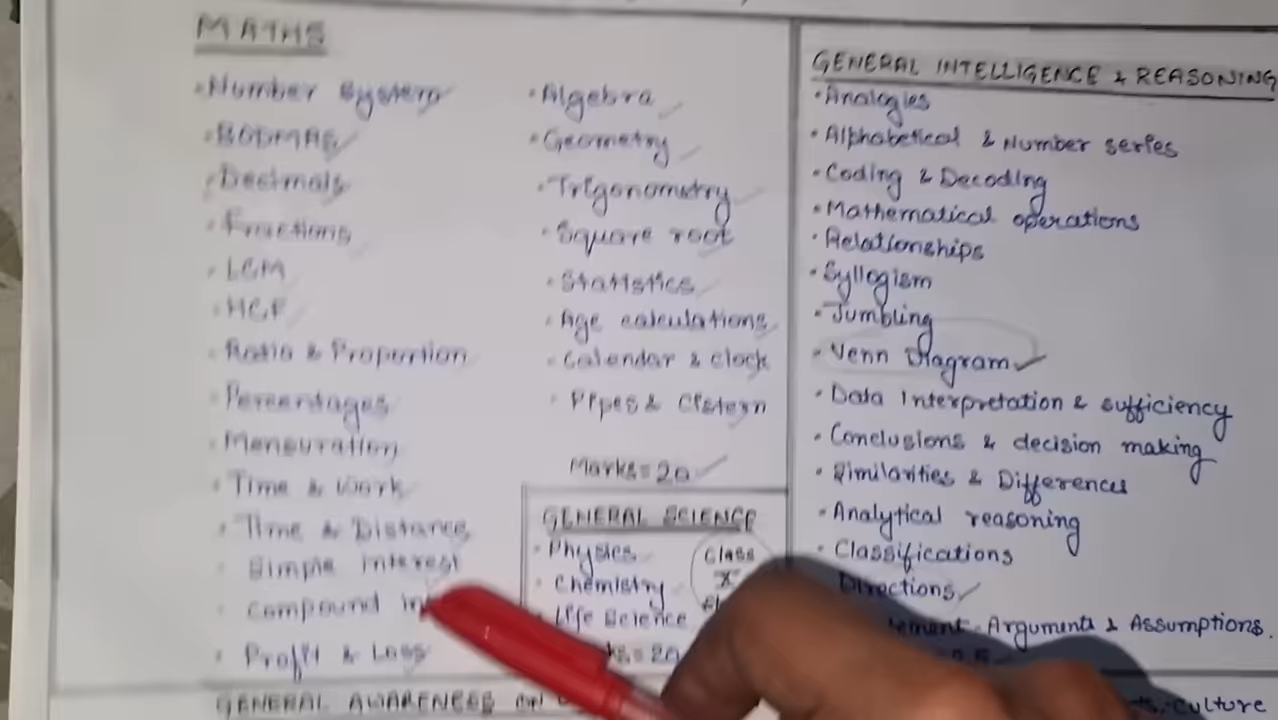 MATHS
• Number System
• BODMAS
• Decimals
• Fractions
• LCM
• HCF
• Ratio & Proportion
• Percentages
• Mensuration
• Time & Work
• Time & Distance
• Simple interest
• Compound
• Profit & Loss
• Algebra
• Geometry
• Trigonometry
• Square root
• Statistics
• Age calculations
• Calendar & Clock
• Pipes & Cistern
Marks = 20
GENERAL SCIENCE
• Physics
• Chemistry
• Life Science
Class
X
GENERAL INTELLIGENCE & REASONING
• Analogies
• Alphabetical & Number series
• Coding & Decoding
• Mathematical operations
• Relationships
• Syllogism
• Jumbling
• Venn Diagram
• Data Interpretation & sufficiency
• Conclusions & decision making
• Similarities & Differences
• Analytical reasoning
• Classifications
Directions
Arguments & Assumptions.
GENERAL AWARENESS ON
Culture